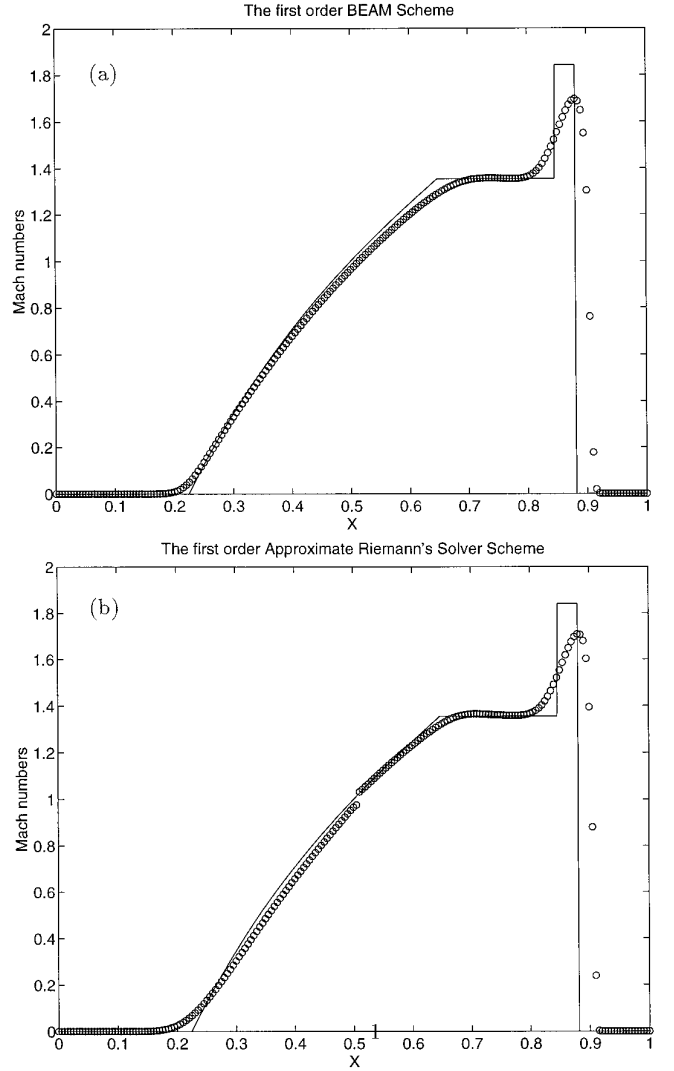 The first order BEAM Scheme
2
(a)
1.8
1.6
1.4
1.2
1
0.8
0.6
0.4
0.2
0
Mach numbers
0 0.1 0.2 0.3 0.4 0.5 0.6 0.7 0.8 0.9 1
X
The first order Approximate Riemann's Solver Scheme
2
(b)
1.8
1.6
1.4
1.2
1
0.8
0.6
0.4
0.2
0
Mach numbers
0 0.1 0.2 0.3 0.4 0.5 1 0.6 0.7 0.8 0.9 1
X